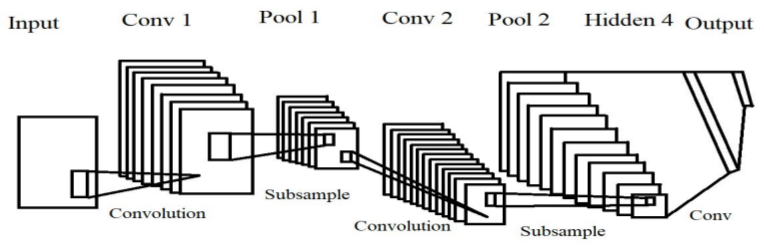 Input Conv 1 Pool 1 Conv 2 Pool 2 Hidden 4 Output
Subsample
Convolution Conv
Convolution Subsample